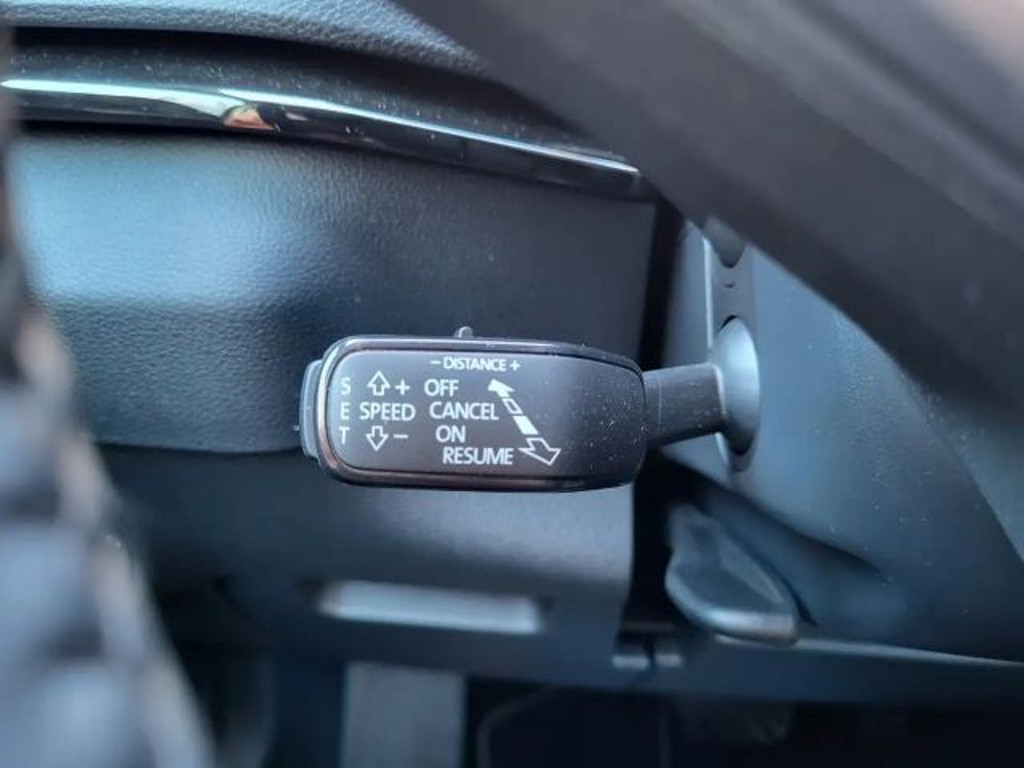 - DISTANCE +
S ⇧ + OFF
E SPEED CANCEL
T ⇩ - ON
RESUME